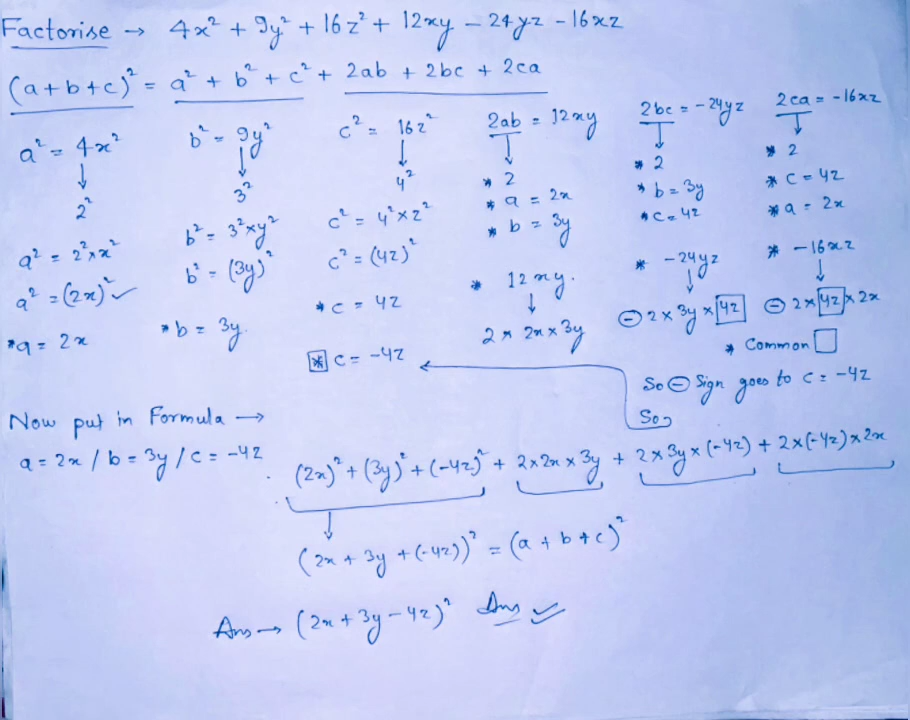 Factorise → 4x² + 9y² + 16z² + 12xy - 24yz - 16xz
(a+b+c)² = a² + b² + c² + 2ab + 2bc + 2ca
a² = 4x²
↓
2²
a² = 2²×x²
a² = (2x)² ✓
*a = 2x
b² = 9y²
↓
3²
b² = 3²×y²
b² = (3y)²
*b = 3y.
c² = 16z²
↓
4²
c² = 4²×z²
c² = (4z)²
*c = 4z
* c = -4z
2ab = 12xy
↓
* 2
* a = 2x
* b = 3y
* 12xy.
↓
2 × 2x × 3y
2bc = -24yz
↓
* 2
* b = 3y
* c = 4z
* -24yz
↓
⊖ 2 × 3y × 4z
2ca = -16xz
↓
* 2
* c = 4z
* a = 2x
* -16xz
↓
⊖ 2×4z×2x
* Common □
So ⊖ Sign goes to c = -4z
So,
Now put in Formula →
a = 2x / b = 3y / c = -4z
(2x)² + (3y)² + (-4z)² + 2×2x×3y + 2×3y×(-4z) + 2×(-4z)×2x
↓
(2x + 3y + (-4z))² = (a + b + c)²
Ans → (2x + 3y - 4z)² Ans ✓